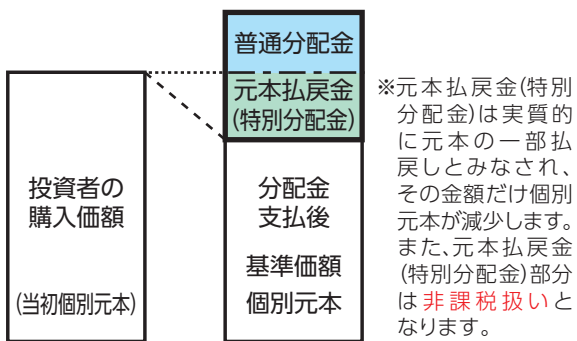 普通分配金
元本払戻金
(特別分配金)
投資者の
購入価額
(当初個別元本)
分配金
支払後
基準価額
個別元本
※元本払戻金(特別
分配金)は実質的
に元本の一部払
戻しとみなされ、
その金額だけ個別
元本が減少します。
また、元本払戻金
(特別分配金)部分
は非課税扱いと
なります。